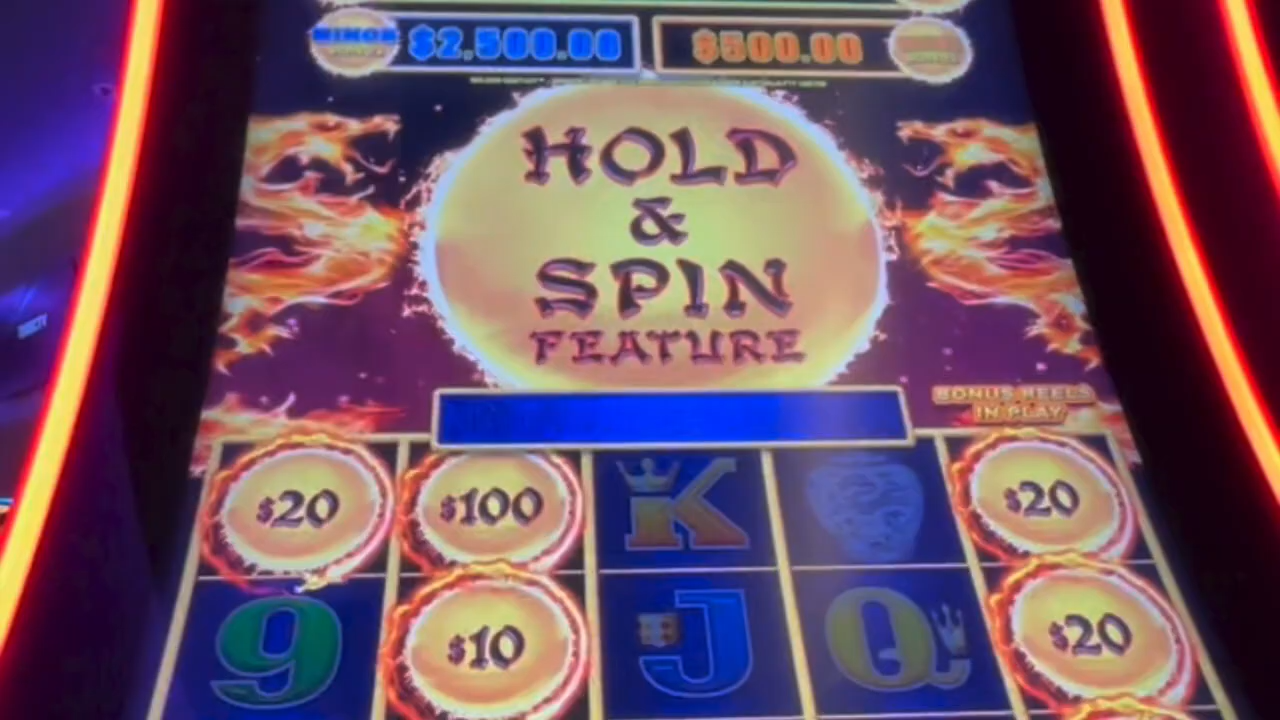 MINOR $2,500.00 $500.00
HOLD
&
SPIN
FEATURE
BONUS REELS
IN PLAY
$20 $100 K $20
9 $10 J Q $20